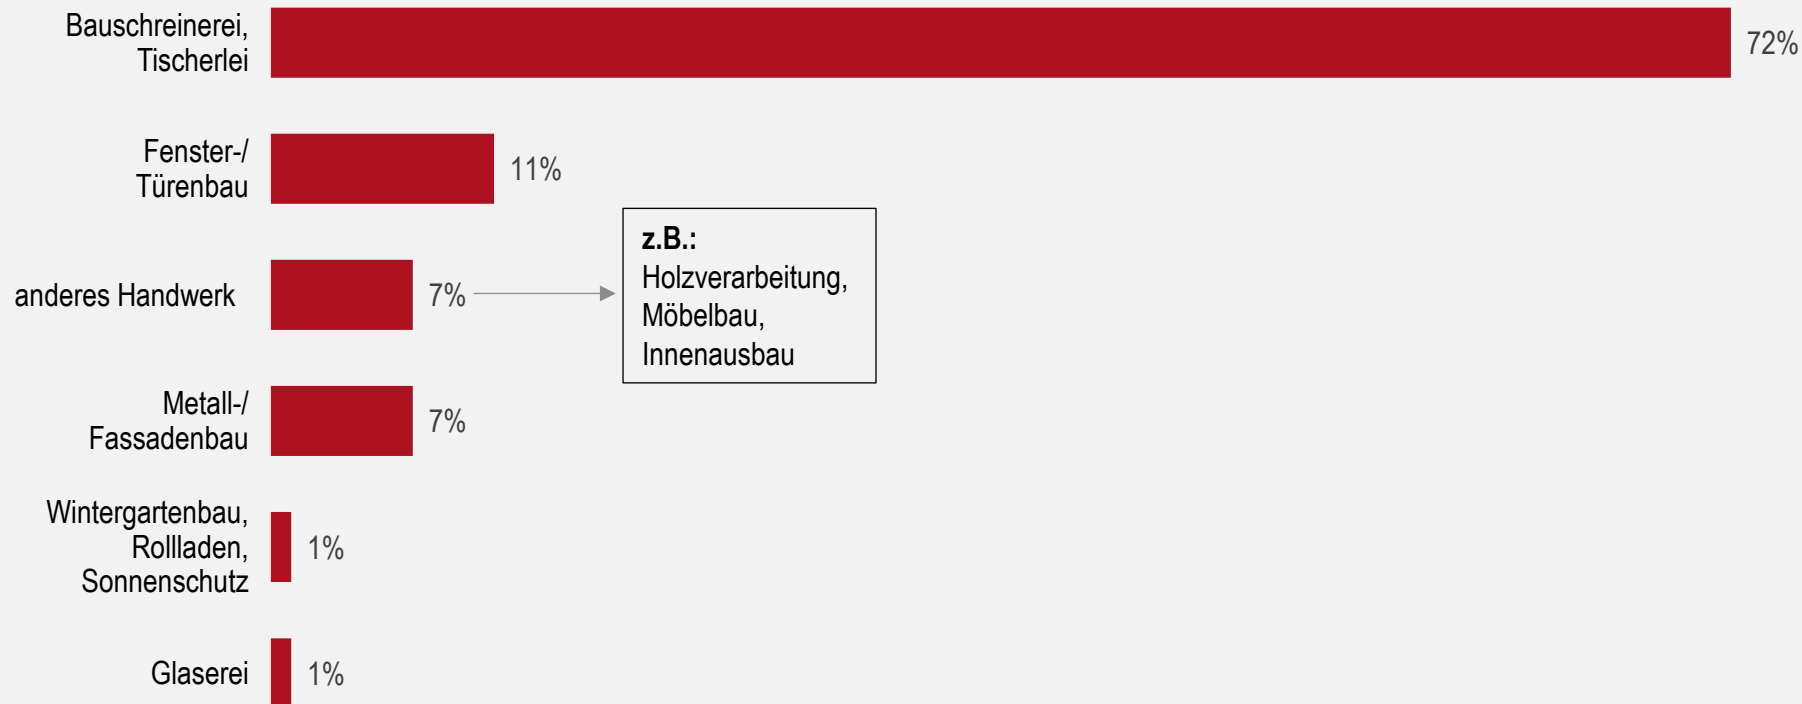 Bauschreinerei,
Tischerlei
72%
Fenster-/
Türenbau
11%
anderes Handwerk
7%
z.B.:
Holzverarbeitung,
Möbelbau,
Innenausbau
Metall-/
Fassadenbau
7%
Wintergartenbau,
Rollladen,
Sonnenschutz
1%
Glaserei
1%